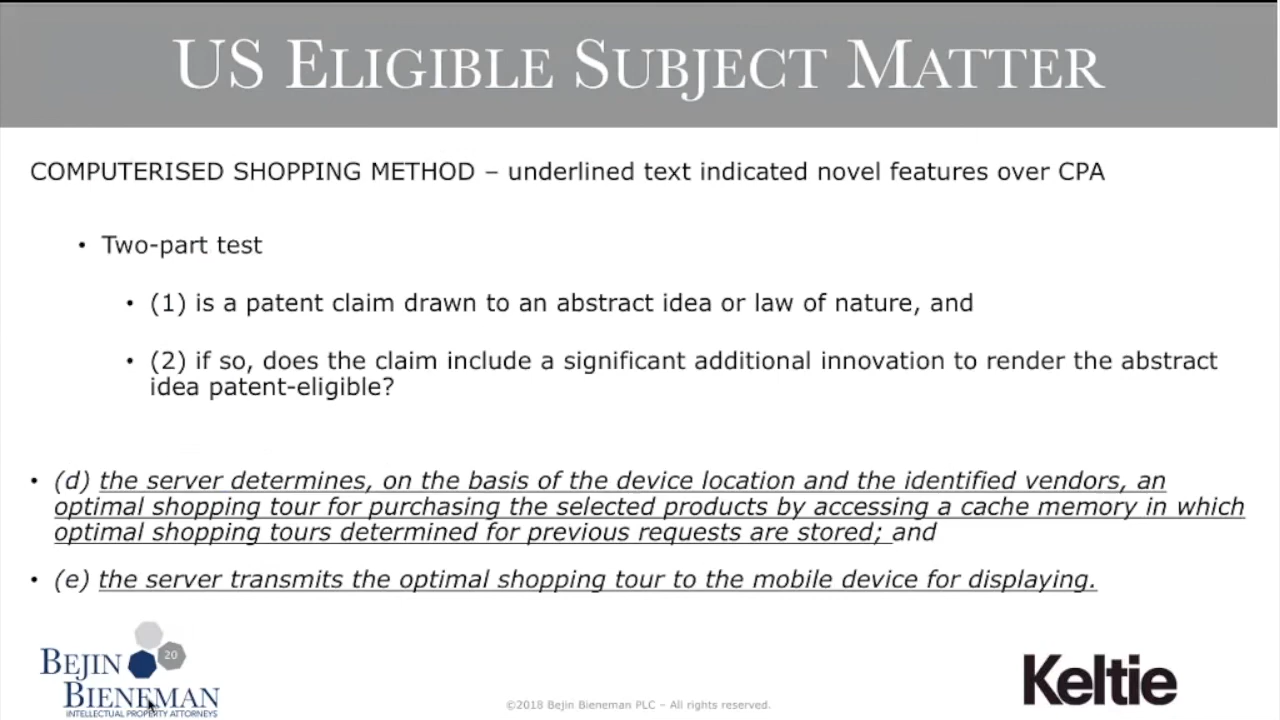 US ELIGIBLE SUBJECT MATTER
COMPUTERISED SHOPPING METHOD – underlined text indicated novel features over CPA
• Two-part test
• (1) is a patent claim drawn to an abstract idea or law of nature, and
• (2) if so, does the claim include a significant additional innovation to render the abstract
idea patent-eligible?
• (d) the server determines, on the basis of the device location and the identified vendors, an
optimal shopping tour for purchasing the selected products by accessing a cache memory in which
optimal shopping tours determined for previous requests are stored; and
• (e) the server transmits the optimal shopping tour to the mobile device for displaying.
20
BEJIN
BIENEMAN
INTELLECTUAL PROPERTY ATTORNEYS
©2018 Bejin Bieneman PLC – All rights reserved.
Keltie